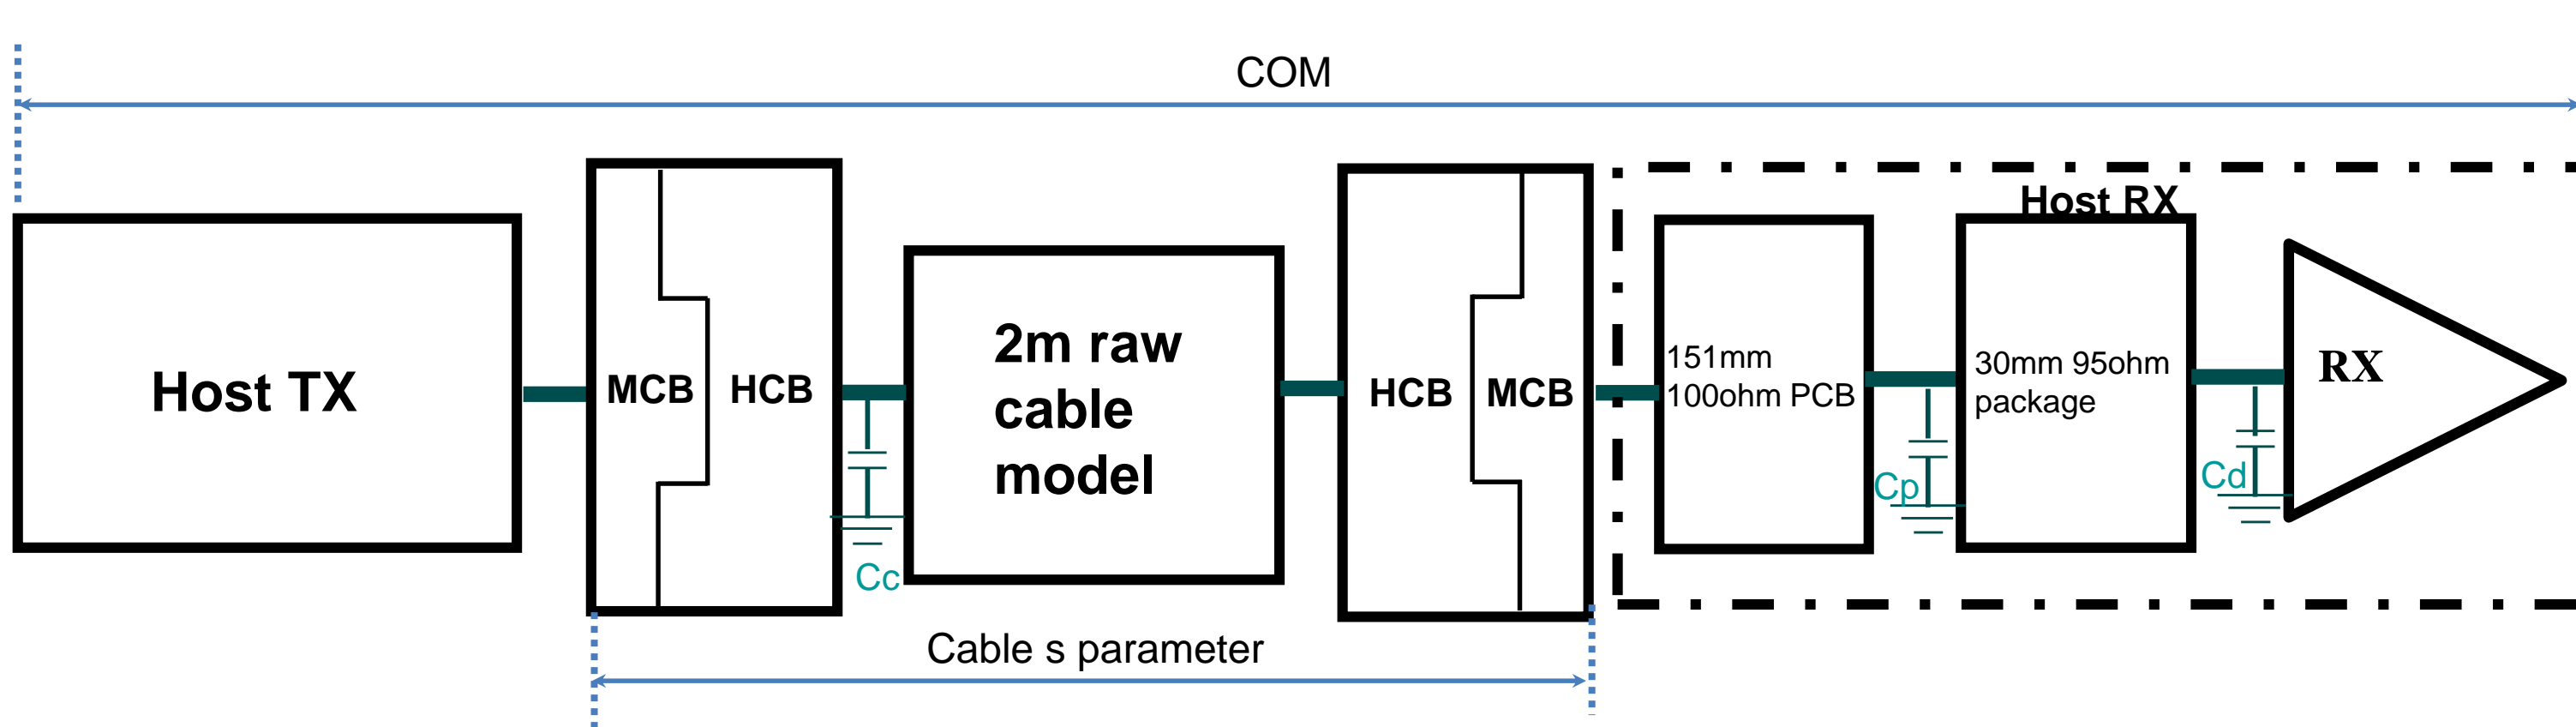 COM
Host RX
Host TX
MCB
HCB
Cc
2m raw
cable
model
HCB
MCB
151mm
100ohm PCB
Cp
30mm 95ohm
package
Cd
RX
Cable s parameter